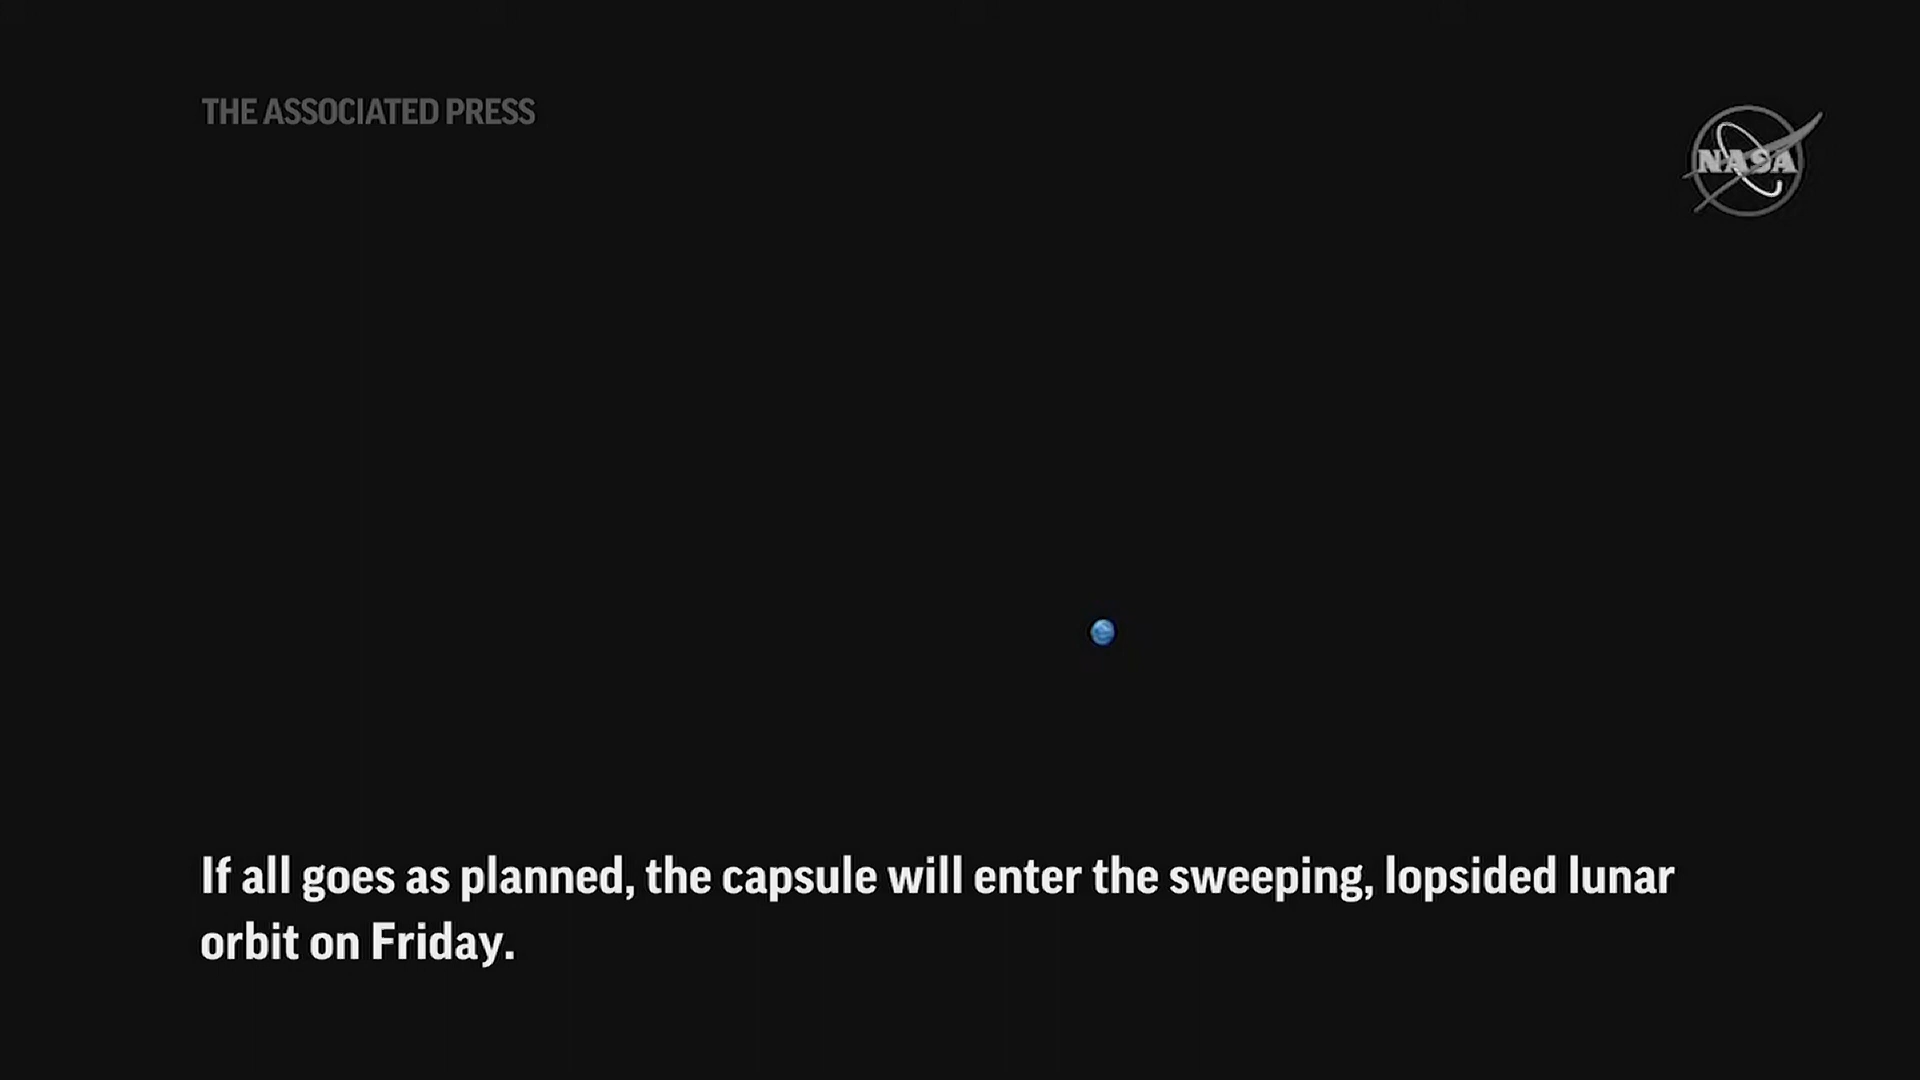 THE ASSOCIATED PRESS
NASA
If all goes as planned, the capsule will enter the sweeping, lopsided lunar
orbit on Friday.